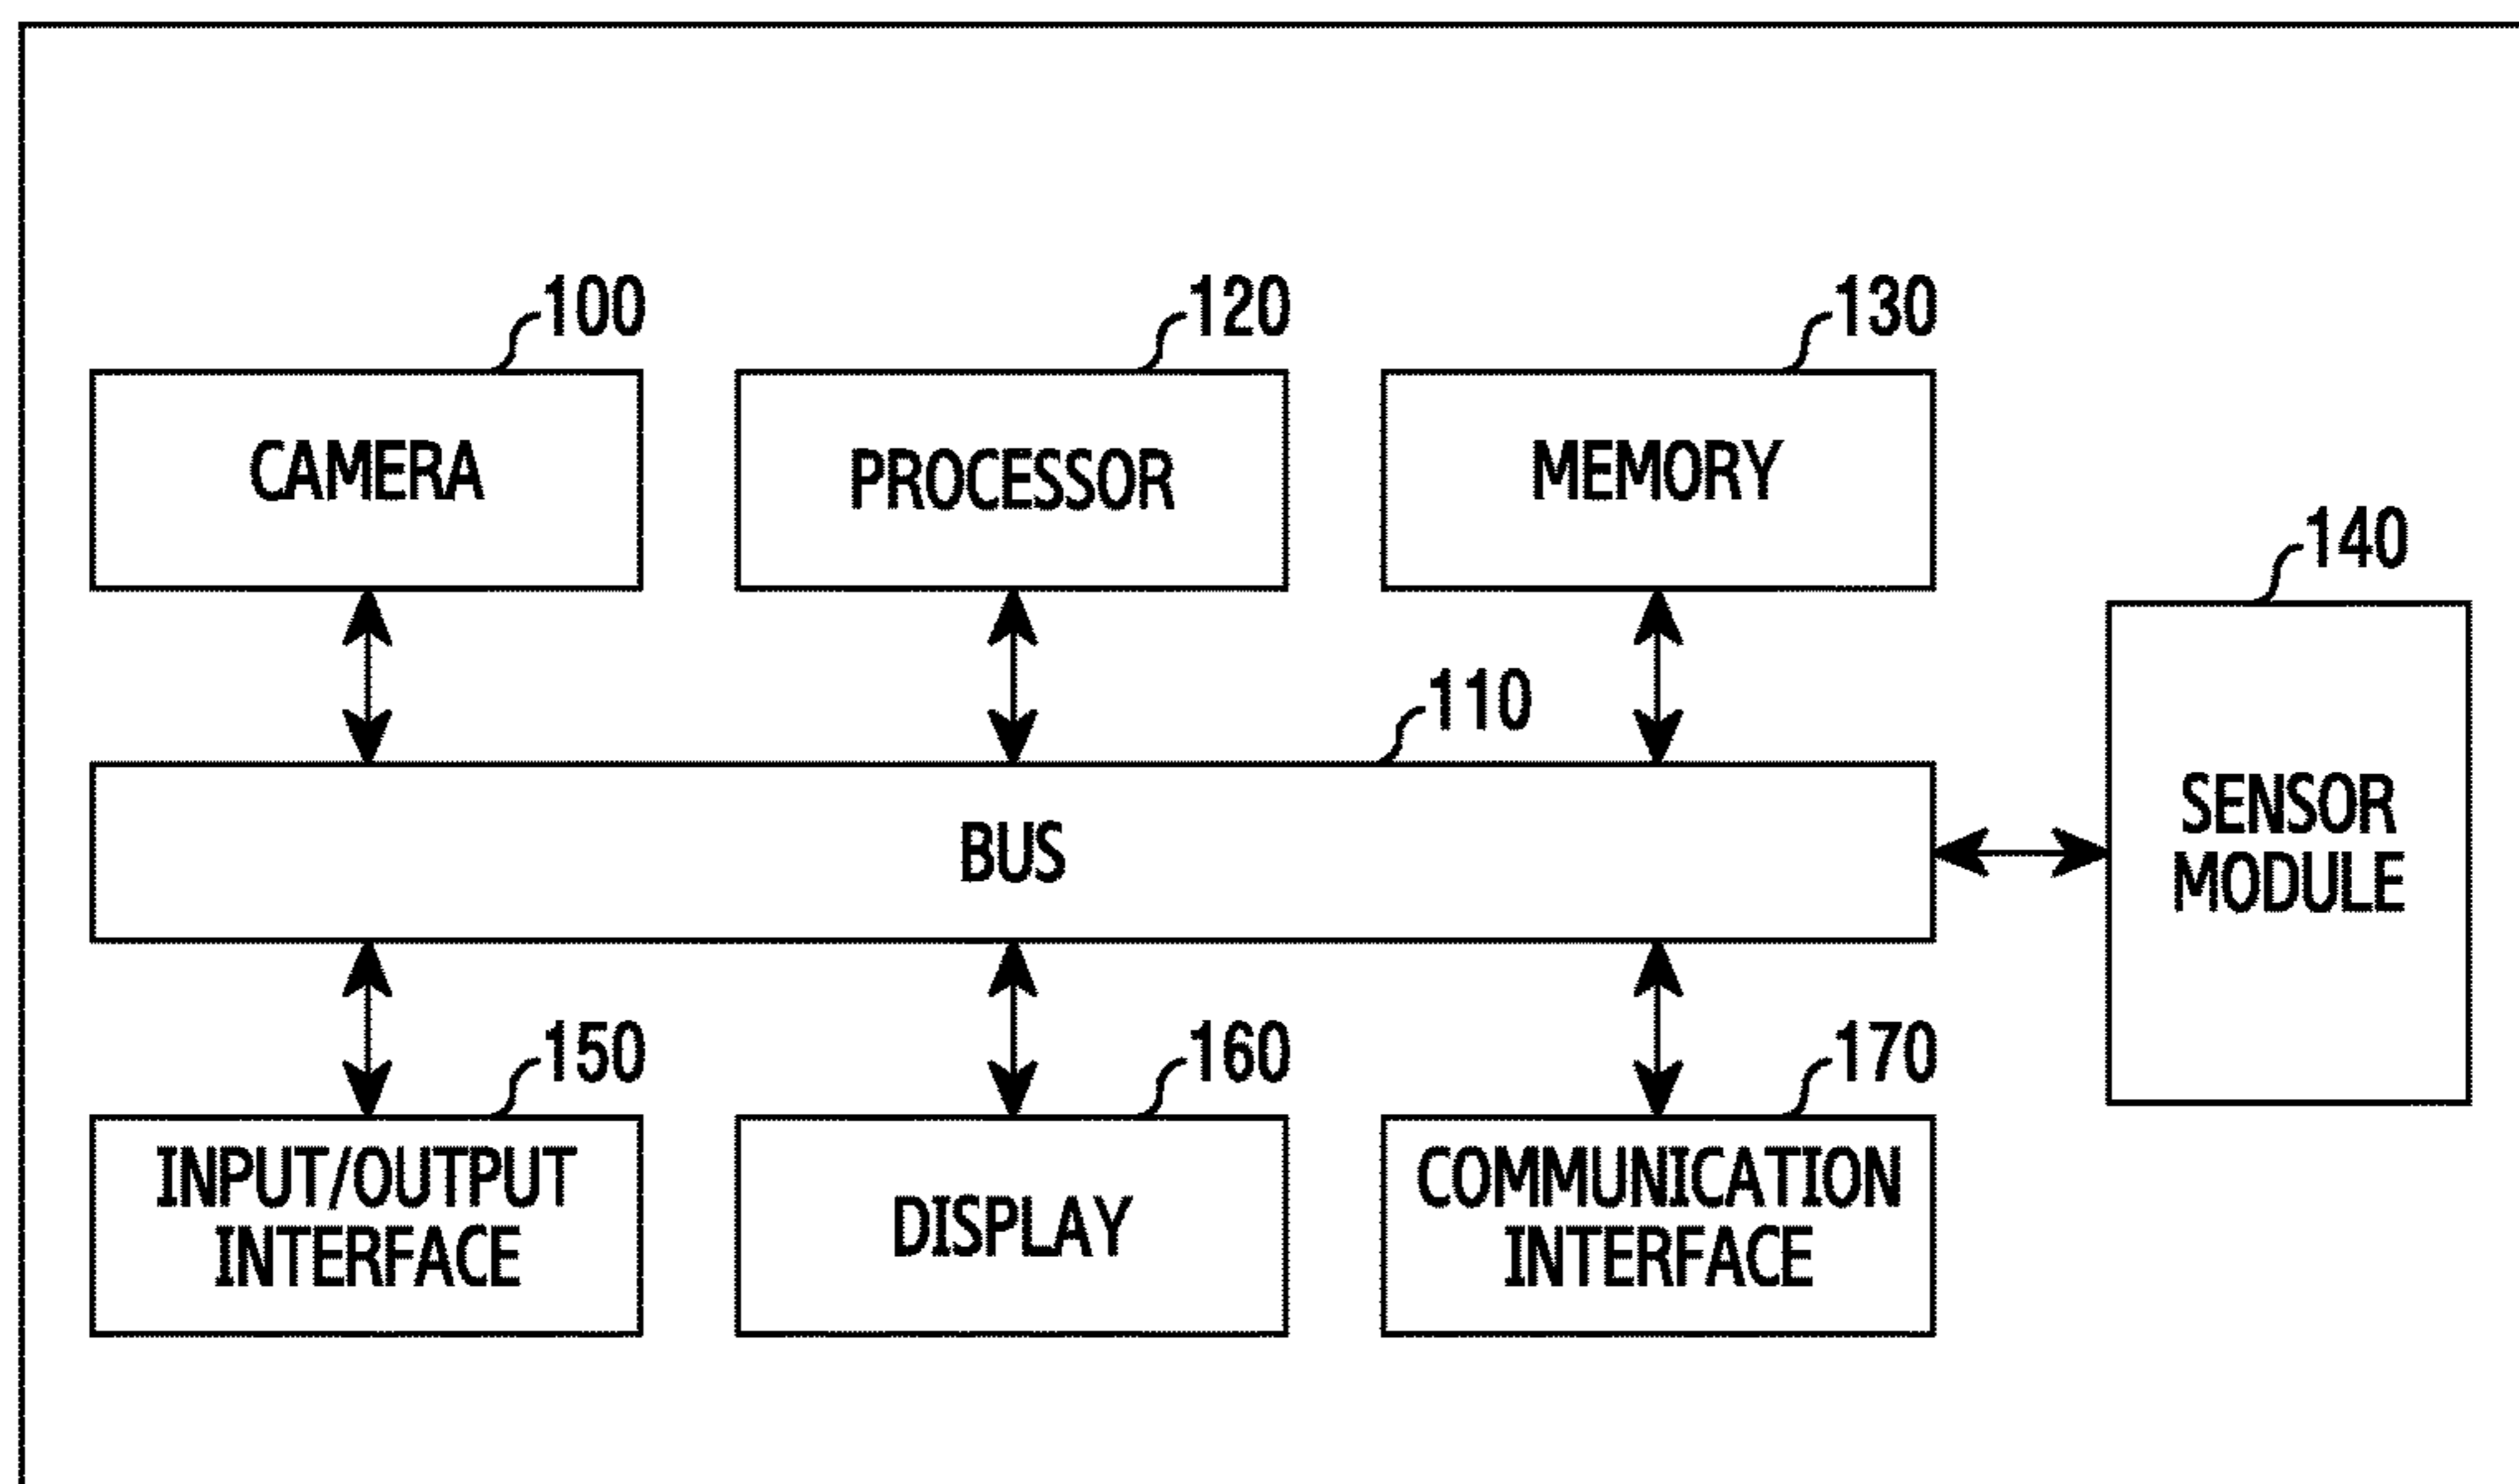 100
120
130
CAMERA
PROCESSOR
MEMORY
140
110
BUS
SENSOR
MODULE
150
160
170
INPUT/OUTPUT
INTERFACE
DISPLAY
COMMUNICATION
INTERFACE